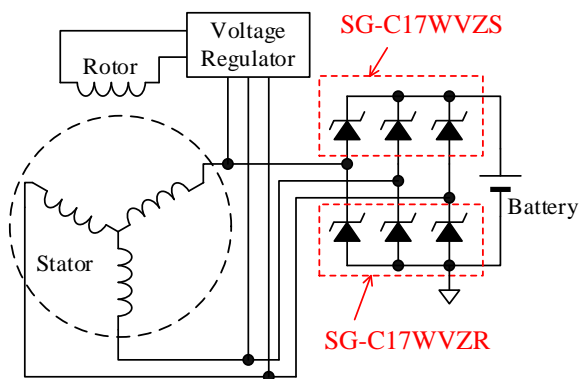 Voltage
Regulator
Rotor
SG-C17WVZS
Battery
Stator
SG-C17WVZR